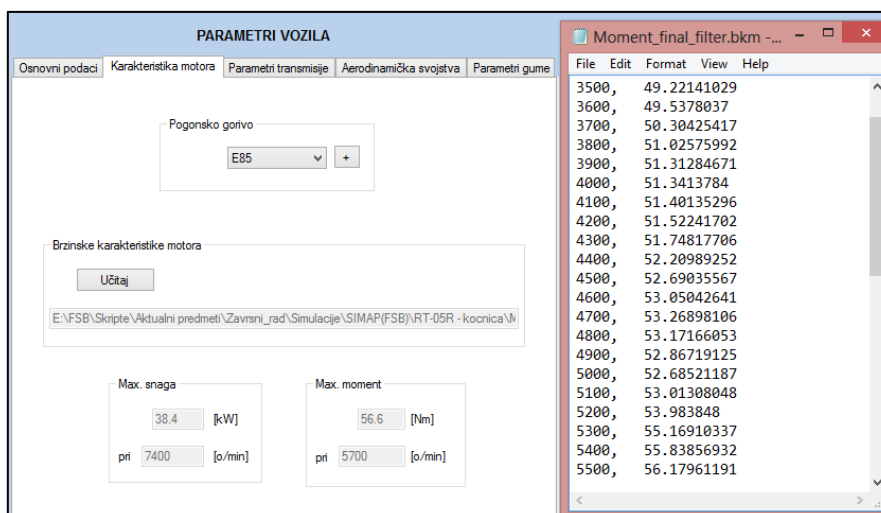 PARAMETRI VOZILA
Osnovni podaci Karakteristika motora Parametri transmisije Aerodinamička svojstva Parametri gume
Pogonsko gorivo
E85 +
Brzinske karakteristike motora
Učitaj
E:\FSB\Skripte\Aktualni predmeti\Zavrsni_rad\Simulacije\SIMAP(FSB)\RT-05R - kocnica\M
Max. snaga
38.4 [kW]
pri 7400 [o/min]
Max. moment
56.6 [Nm]
pri 5700 [o/min]
Moment_final_filter.bkm -...
File Edit Format View Help
3500, 49.22141029
3600, 49.5378037
3700, 50.30425417
3800, 51.02575992
3900, 51.31284671
4000, 51.3413784
4100, 51.40135296
4200, 51.52241702
4300, 51.74817706
4400, 52.20989252
4500, 52.69035567
4600, 53.05042641
4700, 53.26898106
4800, 53.17166053
4900, 52.86719125
5000, 52.68521187
5100, 53.01308048
5200, 53.983848
5300, 55.16910337
5400, 55.83856932
5500, 56.17961191